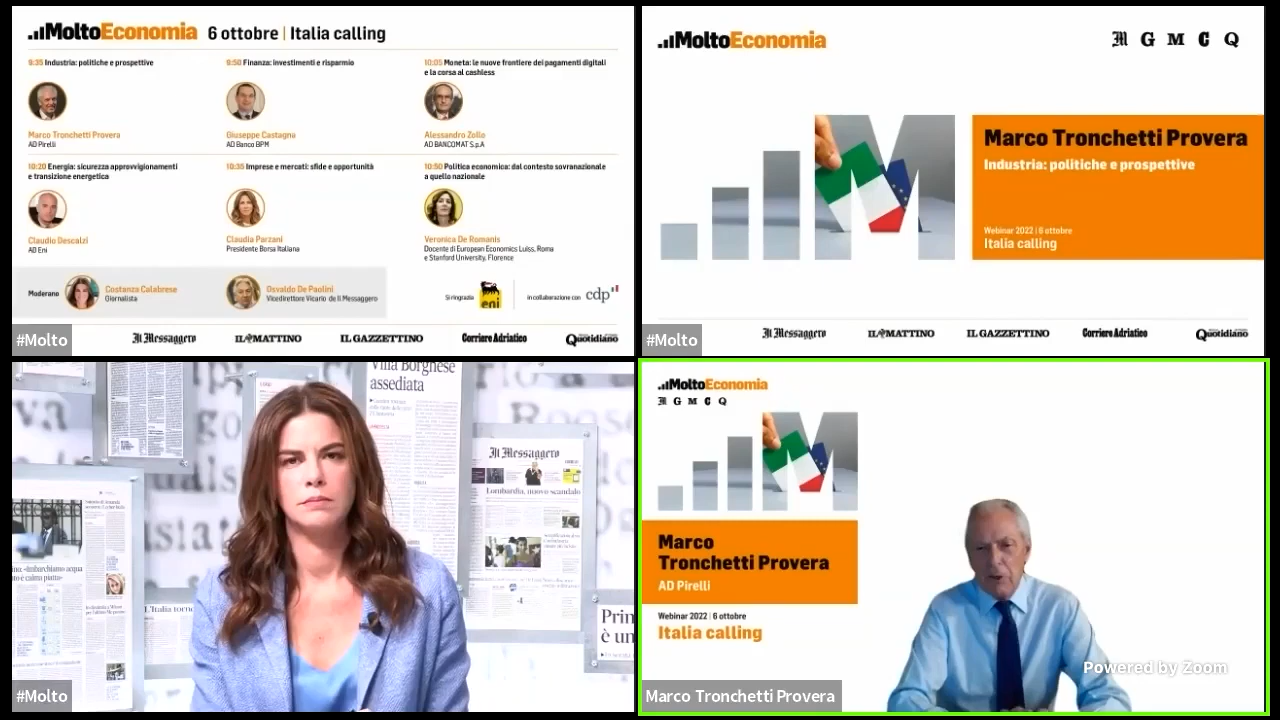 MoltoEconomia 6 ottobre | Italia calling
9:35 Industria: politiche e prospettive
Marco Tronchetti Provera
AD Pirelli
9:50 Finanza: investimenti e risparmio
Giuseppe Castagna
AD Banco BPM
10:05 Moneta: le nuove frontiere dei pagamenti digitali
e la corsa al cashless
Alessandro Zollo
AD BANCOMAT S.p.A
10:20 Energia: sicurezza approvvigionamenti
e transizione energetica
Claudio Descalzi
AD Eni
10:35 Imprese e mercati: sfide e opportunità
Claudia Parzani
Presidente Borsa Italiana
10:50 Politica economica: dal contesto sovranazionale
a quello nazionale
Veronica De Romanis
Docente di European Economics Luiss, Roma
e Stanford University, Florence
Moderano
Costanza Calabrese
Giornalista
Osvaldo De Paolini
Vicedirettore Vicario de Il Messaggero
Si ringrazia
eni
in collaborazione con
cdp
#Molto
Il Messaggero
IL MATTINO
IL GAZZETTINO
Corriere Adriatico
Quotidiano
MoltoEconomia
M G M C Q
Marco Tronchetti Provera
Industria: politiche e prospettive
Webinar 2022 | 6 ottobre
Italia calling
#Molto
Il Messaggero
IL MATTINO
IL GAZZETTINO
Corriere Adriatico
Quotidiano
Villa Borghese
assediata
Il Messaggero
Lombardia, nuovo scandalo
L'Italia
#Molto
MoltoEconomia
M G M C Q
Marco
Tronchetti Provera
AD Pirelli
Webinar 2022 | 6 ottobre
Italia calling
Powered by Zoom
Marco Tronchetti Provera